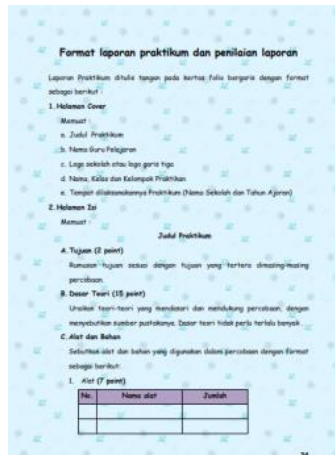 Format laporan praktikum dan penilaian laporan
Laporan Praktikum ditulis tangan pada kertas folio bergaris dengan format
sebagai berikut :
1. Halaman Cover
Memuat :
a. Judul Praktikum
b. Nama Guru Pelajaran
c. Logo sekolah atau logo garis tiga
d. Nama, Kelas dan Kelompok Praktikan
e. Tempat dilaksanakannya Praktikum (Nama Sekolah dan Tahun Ajaran)
2. Halaman Isi
Memuat :
Judul Praktikum
A. Tujuan (2 point)
Rumusan tujuan sesuai dengan tujuan yang tertera dimasing-masing
percobaan.
B. Dasar Teori (15 point)
Uraikan teori-teori yang mendasari dan mendukung percobaan, dengan
menyebutkan sumber pustakanya. Dasar teori tidak perlu terlalu banyak
C. Alat dan Bahan
Sebutkan alat dan bahan yang digunakan dalam percobaan dengan format
sebagai berikut:
1. Alat (7 point)
No. Nama alat Jumlah